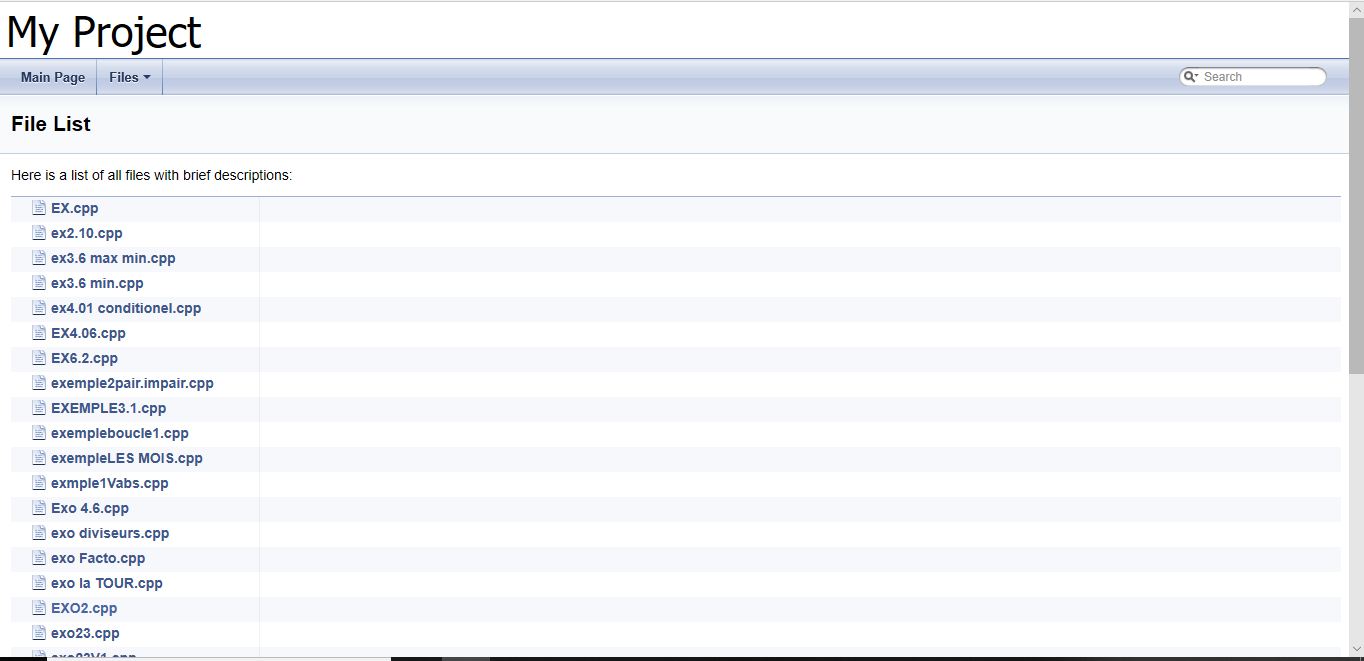 My Project
Main Page Files Search
File List
Here is a list of all files with brief descriptions:
EX.cpp
ex2.10.cpp
ex3.6 max min.cpp
ex3.6 min.cpp
ex4.01 conditionel.cpp
EX4.06.cpp
EX6.2.cpp
exemple2pair.impair.cpp
EXEMPLE3.1.cpp
exempleboucle1.cpp
exempleLES MOIS.cpp
exmple1Vabs.cpp
Exo 4.6.cpp
exo diviseurs.cpp
exo Facto.cpp
exo la TOUR.cpp
EXO2.cpp
exo23.cpp